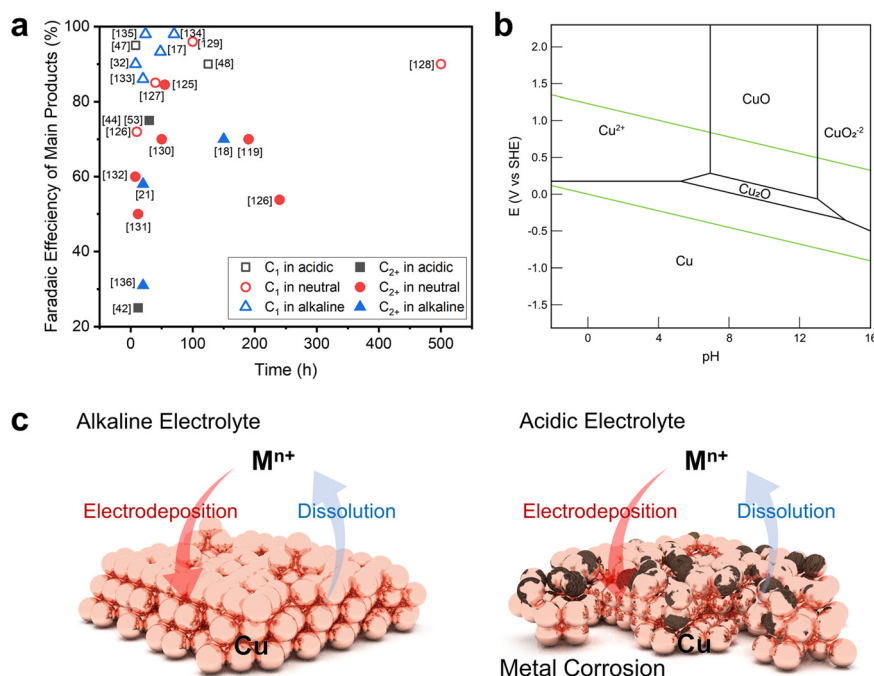 a
Faradaic Effeciency of Main Products (%)
100
80
60
40
20
[135]
[134]
[47]
[17]
[129]
[32]
[48]
[128]
[133]
[127]
[125]
[44] [53]
[126]
[130]
[18]
[119]
[132]
[21]
[126]
[131]
[136]
[42]
C₁ in acidic
C₂₊ in acidic
C₁ in neutral
C₂₊ in neutral
C₁ in alkaline
C₂₊ in alkaline
0 100 200 300 400 500
Time (h)
b
E (V vs SHE)
2.0
1.5
1.0
0.5
0.0
-0.5
-1.0
-1.5
CuO
Cu²⁺
CuO₂⁻²
Cu₂O
Cu
0 4 8 12 16
pH
c
Alkaline Electrolyte
Mⁿ⁺
Electrodeposition
Dissolution
Cu
Acidic Electrolyte
Mⁿ⁺
Electrodeposition
Dissolution
Cu
Metal Corrosion